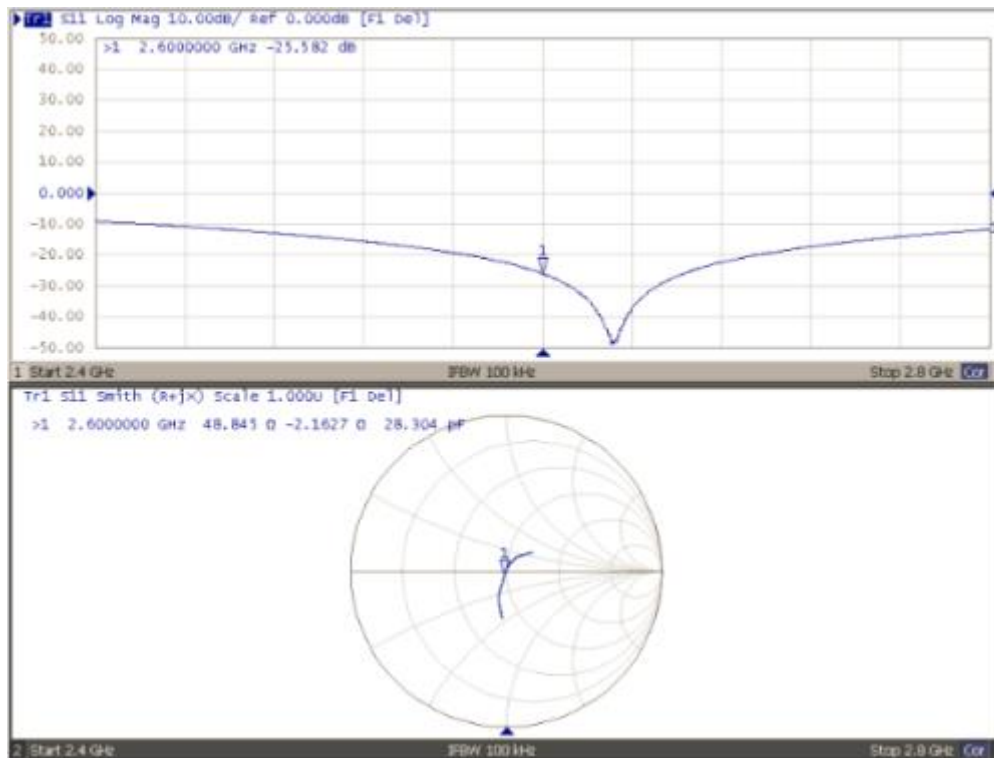 Tr1 S11 Log Mag 10.00dB/ Ref 0.000dB [F1 Del]
50.00
>1 2.6000000 GHz -25.582 dB
40.00
30.00
20.00
10.00
0.000
-10.00
-20.00
1
-30.00
-40.00
-50.00
1 Start 2.4 GHz IFBW 100 kHz Stop 2.8 GHz Cor
Tr1 S11 Smith (R+jX) Scale 1.000U [F1 Del]
>1 2.6000000 GHz 48.845 Ω -2.1627 Ω 28.304 pF
1
2 Start 2.4 GHz IFBW 100 kHz Stop 2.8 GHz Cor